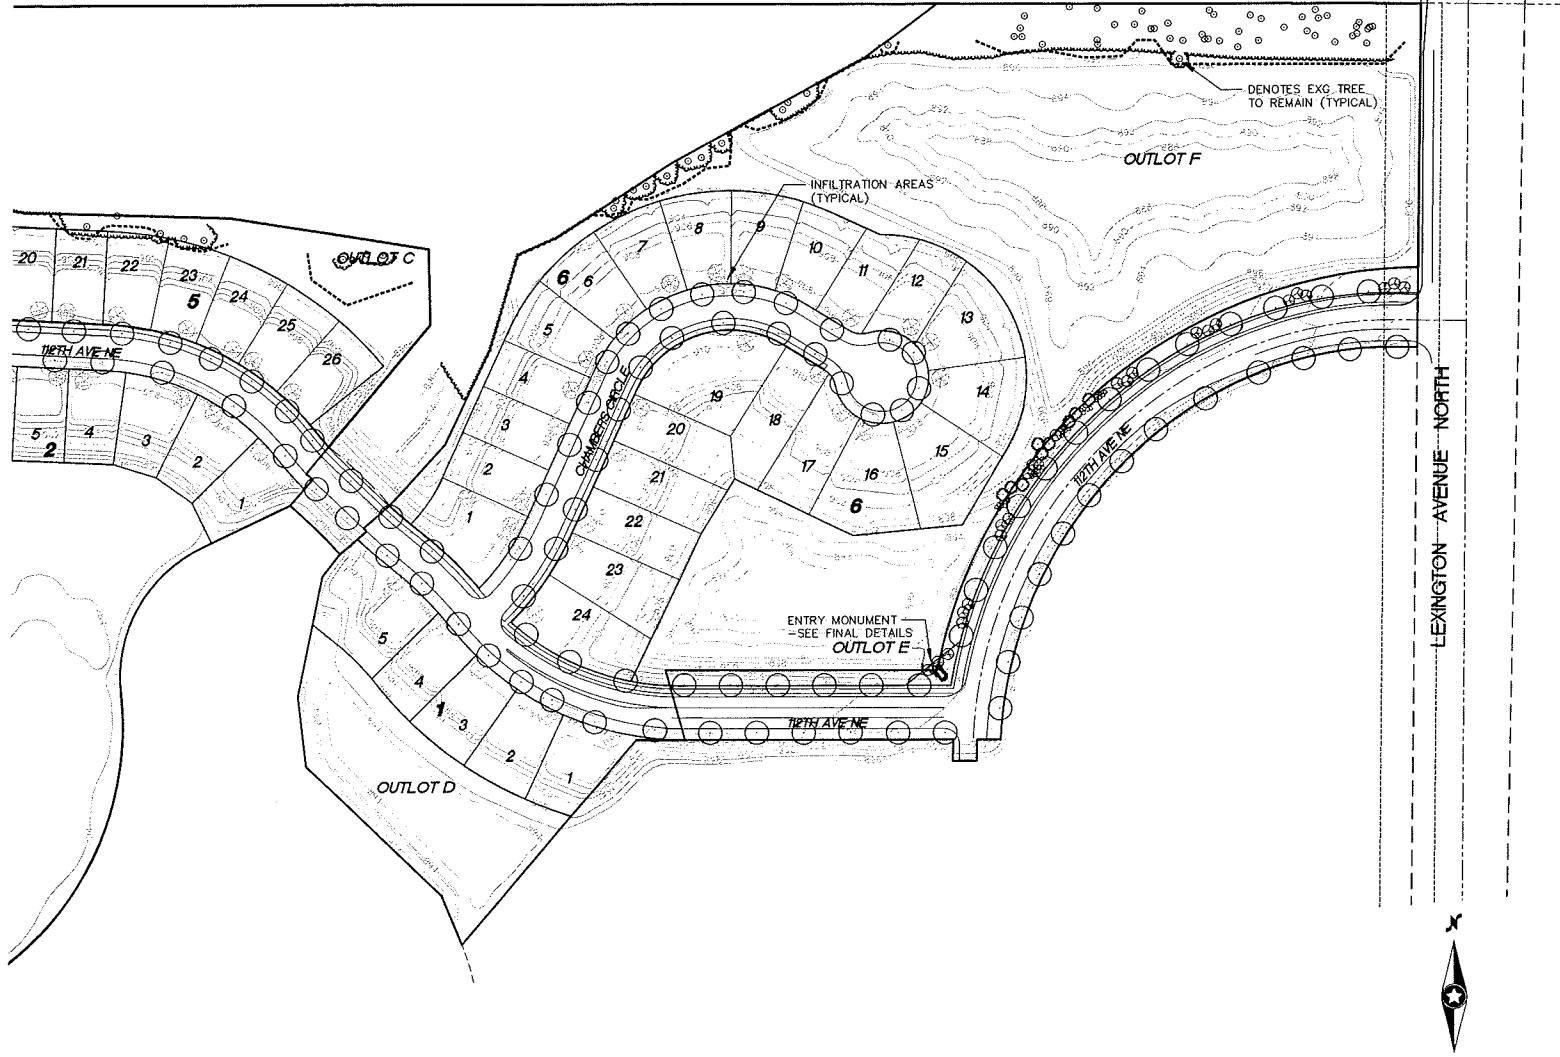 DENOTES EXG TREE
TO REMAIN (TYPICAL)
OUTLOT F
INFILTRATION AREAS
(TYPICAL)
OUTLOT C
20
21
22
23
5
24
25
26
112TH AVE NE
5
2
4
3
2
1
6
6
7
8
9
10
11
12
13
14
15
16
6
17
18
19
20
21
22
23
24
5
4
3
2
1
CHAMBERS CIRCLE
112TH AVE NE
LEXINGTON AVENUE NORTH
ENTRY MONUMENT
-SEE FINAL DETAILS
OUTLOT E
112TH AVE NE
5
4
1
3
2
1
OUTLOT D
N